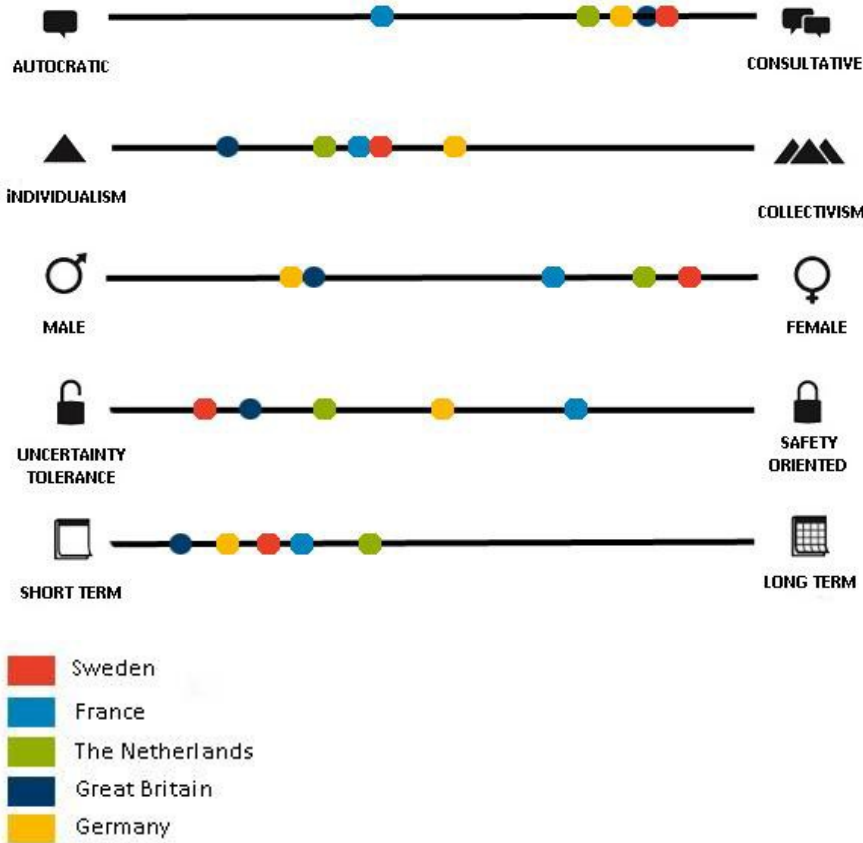 AUTOCRATIC
CONSULTATIVE
iNDIVIDUALISM
COLLECTIVISM
MALE
FEMALE
UNCERTAINTY
TOLERANCE
SAFETY
ORIENTED
SHORT TERM
LONG TERM
Sweden
France
The Netherlands
Great Britain
Germany